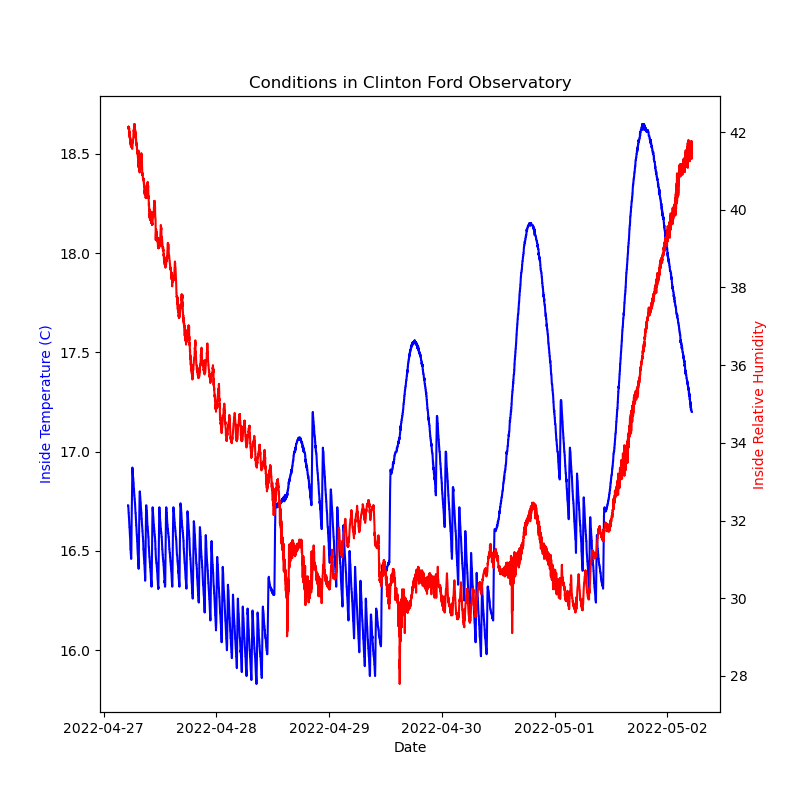 Conditions in Clinton Ford Observatory
Inside Temperature (C)
18.5
18.0
17.5
17.0
16.5
16.0
42
40
38
36
34
32
30
28
Inside Relative Humidity
2022-04-27 2022-04-28 2022-04-29 2022-04-30 2022-05-01 2022-05-02
Date